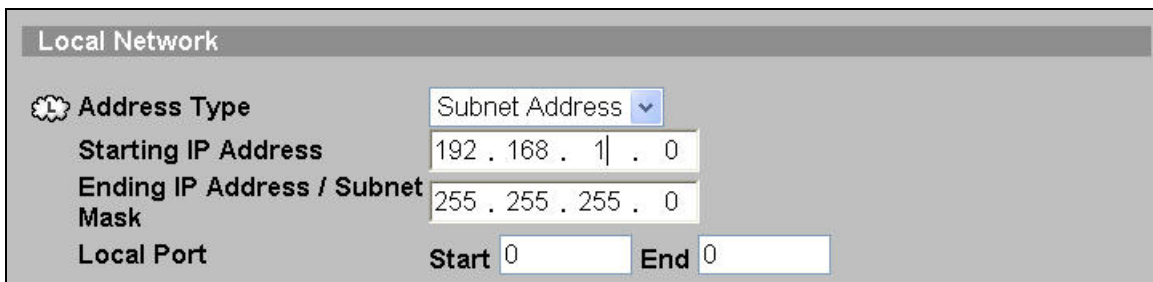 Local Network
L Address Type Subnet Address
Starting IP Address 192 . 168 . 1 . 0
Ending IP Address / Subnet
Mask 255 . 255 . 255 . 0
Local Port Start 0 End 0